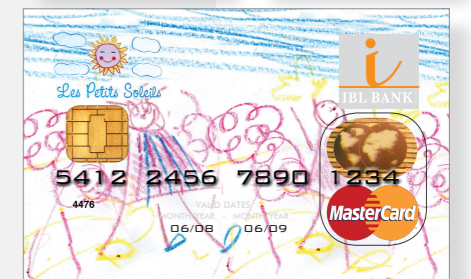 Les Petits Soleils
i
IBL BANK
5412 2456 7890 1234
4476
VALID DATES
MONTH/YEAR - MONTH/YEAR
06/08 06/09
MasterCard